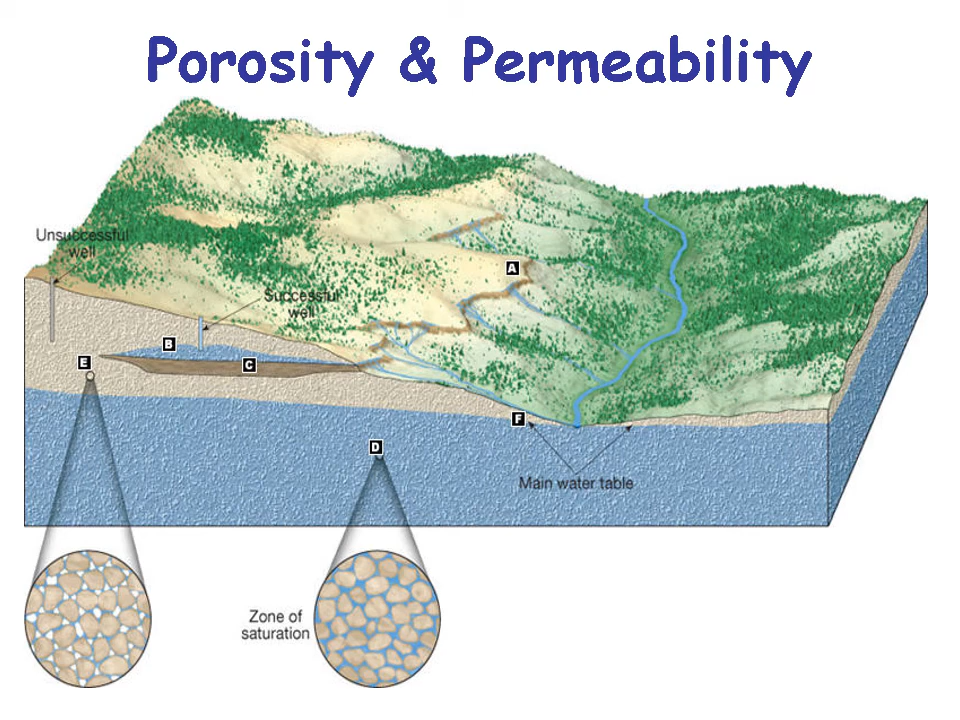 Porosity & Permeability
Unsuccessful
well
Successful
well
A
B
C
E
F
D
Main water table
Zone of
saturation